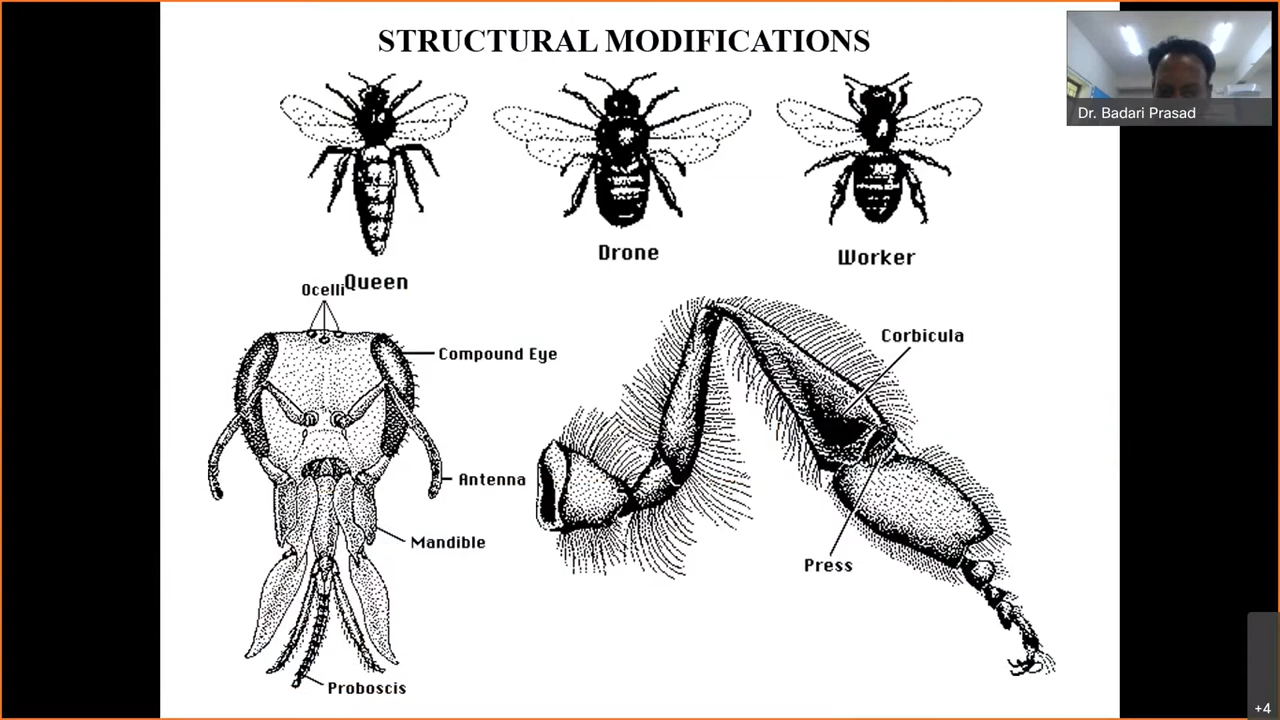 STRUCTURAL MODIFICATIONS
Dr. Badari Prasad
Queen
Drone
Worker
Ocelli
Compound Eye
Antenna
Mandible
Proboscis
Corbicula
Press
+4